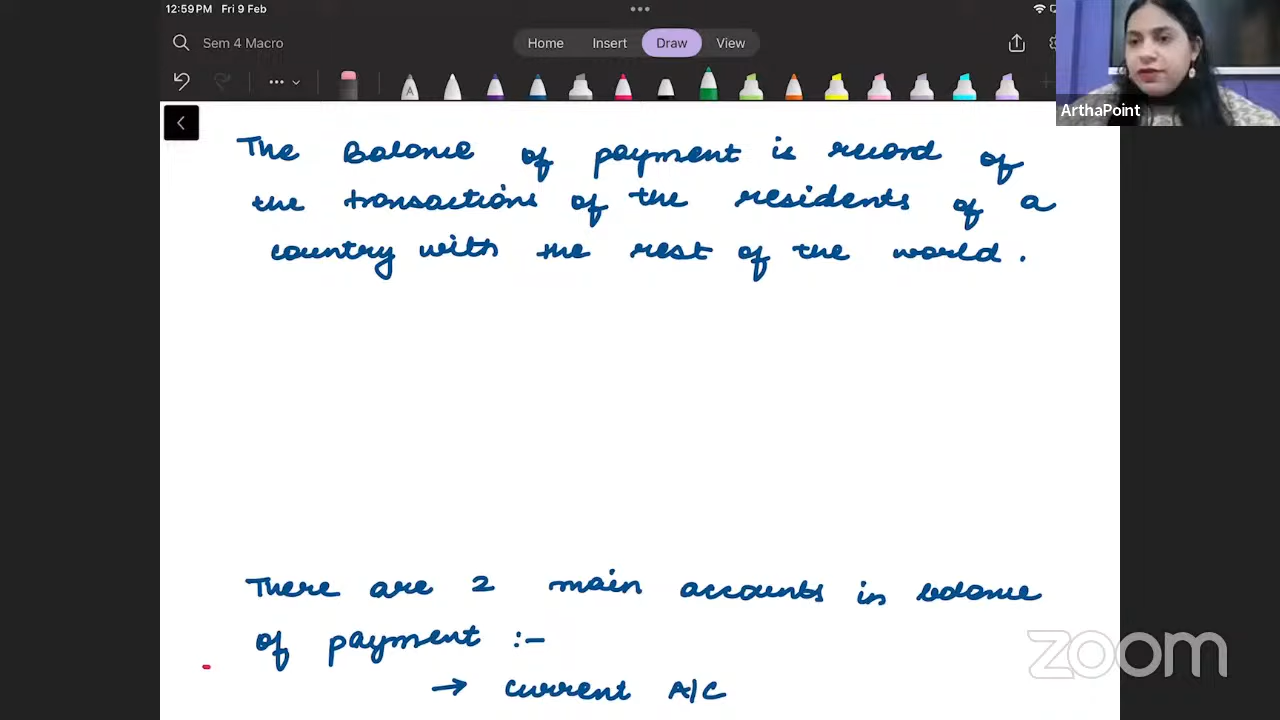 12:59 PM Fri 9 Feb
Sem 4 Macro
Home Insert Draw View
A
ArthaPoint
The Balance of payment is record of
the transactions of the residents of a
country with the rest of the world.
There are 2 main accounts in balance
of payment :-
→ Current A/C
zoom